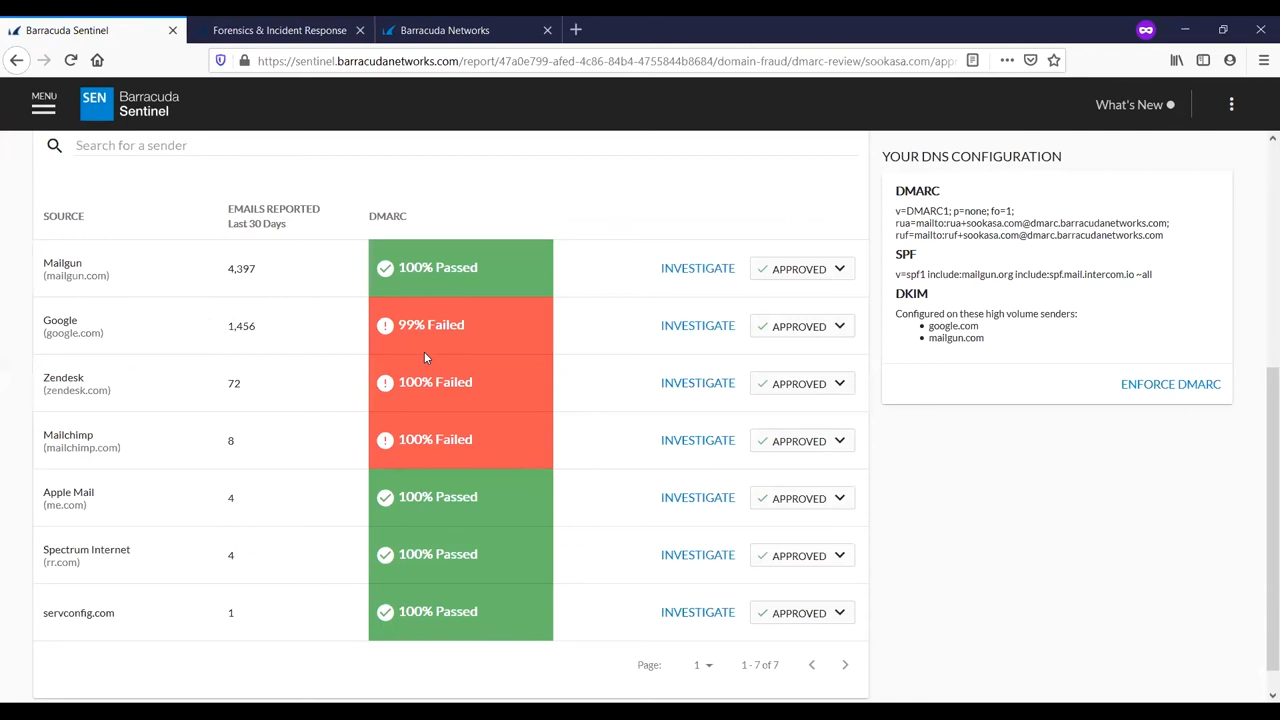 Barracuda Sentinel
Forensics & Incident Response
Barracuda Networks
https://sentinel.barracudanetworks.com/report/47a0e799-a9b1-4c86-84b4-4755844b8684/domain-fraud/dmarc-review/sookasa.com/appr
MENU
SEN
Barracuda
Sentinel
What's New
Search for a sender
SOURCE
EMAILS REPORTED
Last 30 Days
DMARC
Mailgun
(mailgun.com)
4,397
100% Passed
INVESTIGATE
APPROVED
Google
(google.com)
1,456
99% Failed
INVESTIGATE
APPROVED
Zendesk
(zendesk.com)
72
100% Failed
INVESTIGATE
APPROVED
Mailchimp
(mailchimp.com)
8
100% Failed
INVESTIGATE
APPROVED
Apple Mail
(me.com)
4
100% Passed
INVESTIGATE
APPROVED
Spectrum Internet
(rr.com)
4
100% Passed
INVESTIGATE
APPROVED
servconfig.com
1
100% Passed
INVESTIGATE
APPROVED
Page:
1
1 - 7 of 7
YOUR DNS CONFIGURATION
DMARC
v=DMARC1; p=none; fo=1;
rua=mailto:rua+sookasa.com@dmarc.barracudanetworks.com;
ruf=mailto:ruf+sookasa.com@dmarc.barracudanetworks.com
SPF
v=spf1 include:mailgun.org include:spf.mail.intercom.io ~all
DKIM
Configured on these high volume senders:
google.com
mailgun.com
ENFORCE DMARC